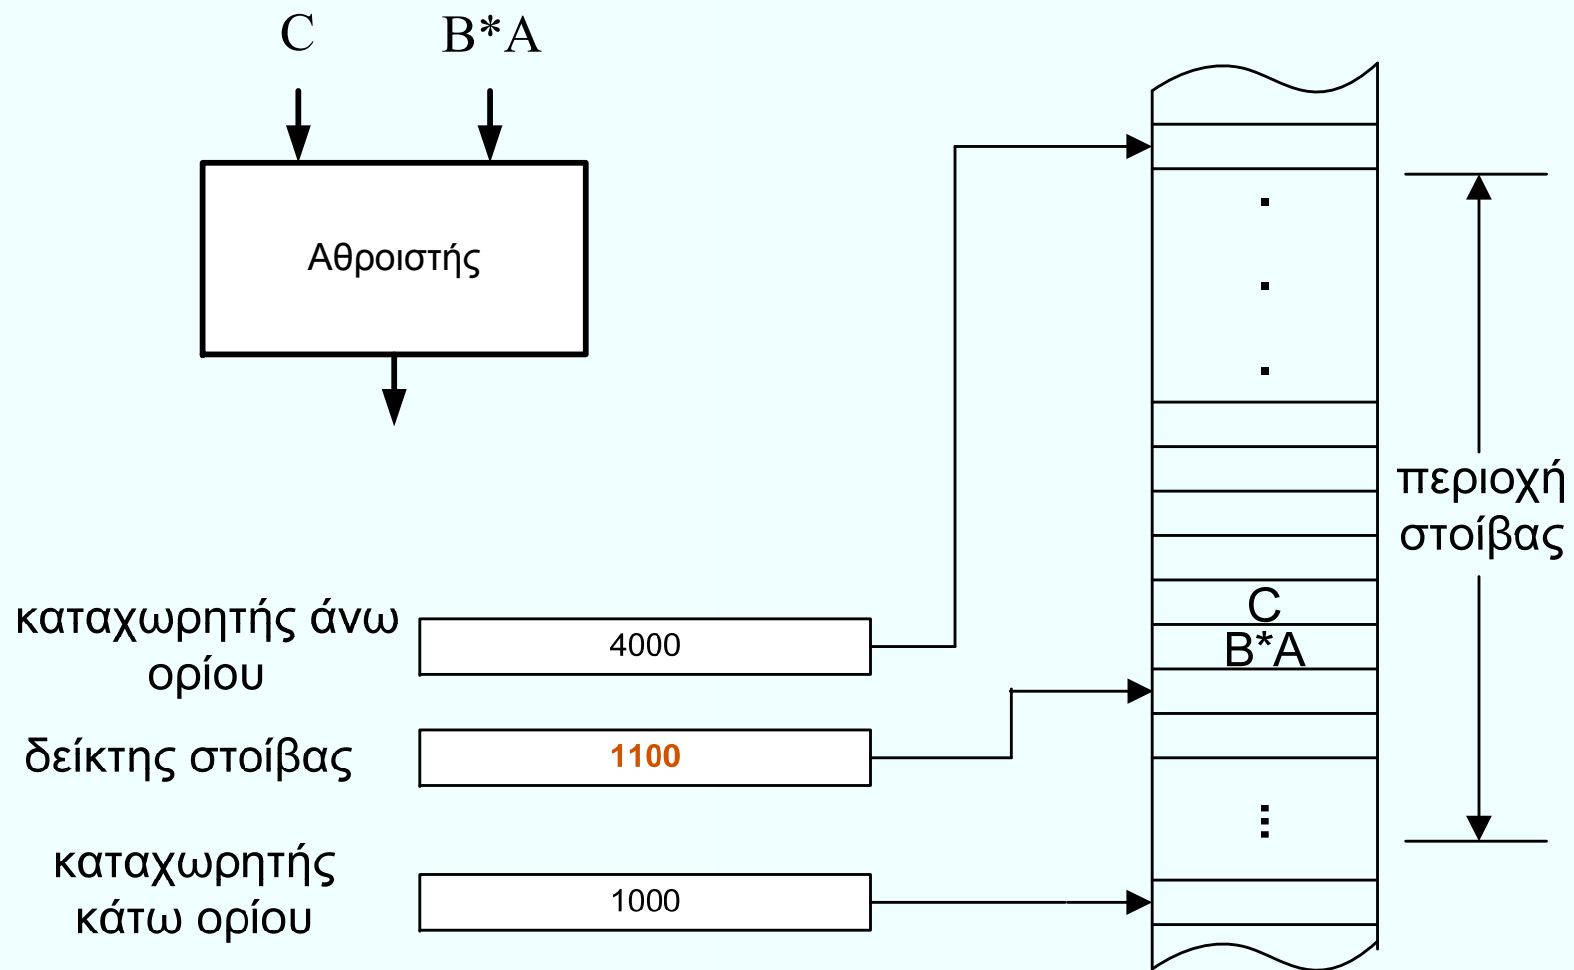 C B*A
Αθροιστής
περιοχή
στοίβας
C
B*A
καταχωρητής άνω
ορίου
4000
δείκτης στοίβας
1100
καταχωρητής
κάτω ορίου
1000